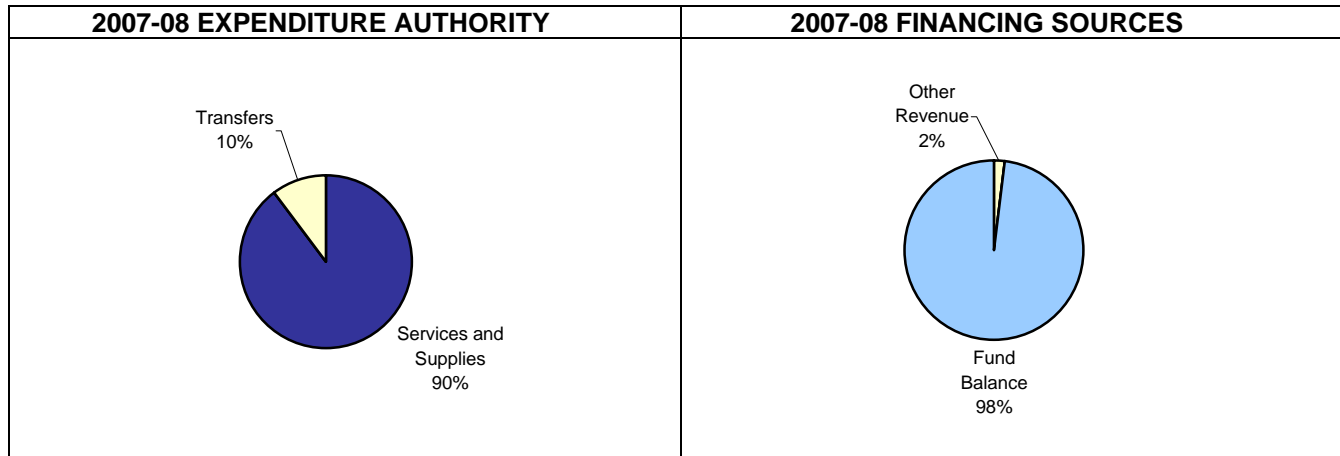 2007-08 EXPENDITURE AUTHORITY
Transfers
10%
Services and
Supplies
90%
2007-08 FINANCING SOURCES
Other
Revenue
2%
Fund
Balance
98%